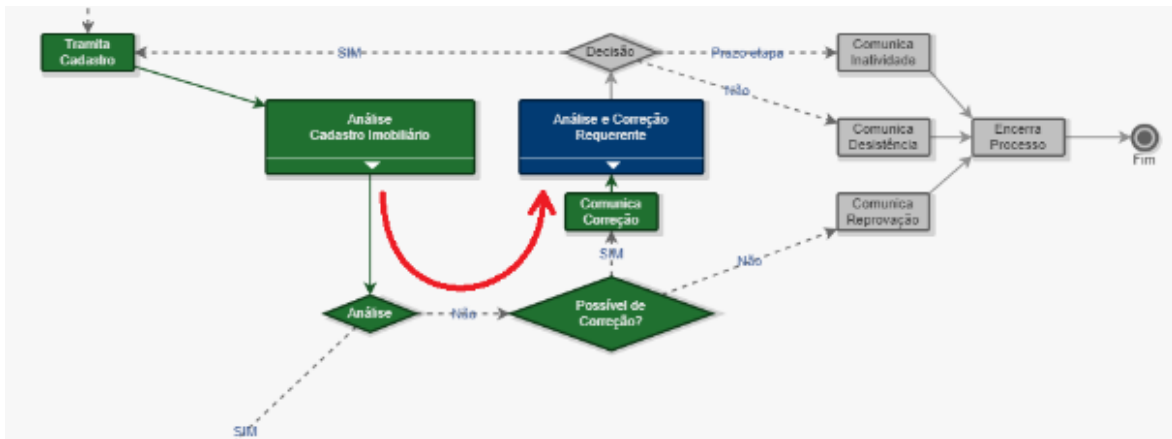 Tramita
Cadastro
SIM
Decisão
Prazo etapa
Comunica
Inatividade
Não
Análise
Cadastro Imobiliário
Análise e Correção
Requerente
Comunica
Desistência
Encerra
Processo
Fim
Comunica
Correção
Comunica
Reprovação
SIM
Não
Análise
Não
Possível de
Correção?
SIM